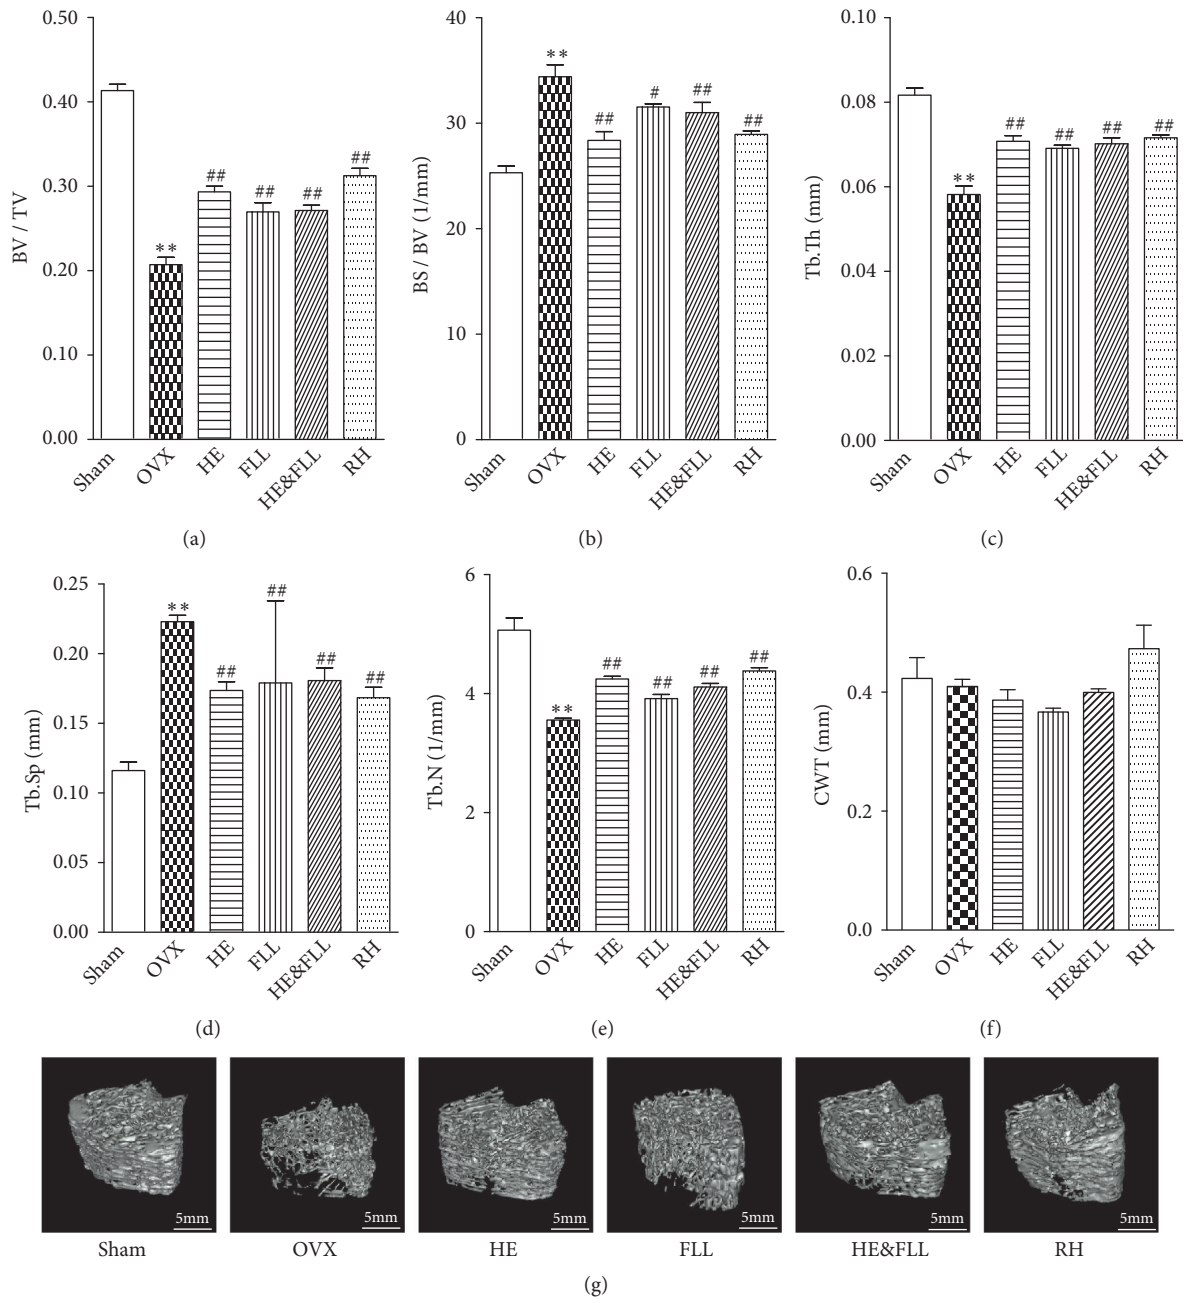 0.50
0.40
0.30
0.20
0.10
0.00
BV / TV
**
##
##
##
##
Sham
OVX
HE
FLL
HE&FLL
RH
(a)
40
30
20
10
0
BS / BV (1/mm)
**
##
#
##
##
Sham
OVX
HE
FLL
HE&FLL
RH
(b)
0.10
0.08
0.06
0.04
0.02
0.00
Tb.Th (mm)
**
##
##
##
##
Sham
OVX
HE
FLL
HE&FLL
RH
(c)
0.25
0.20
0.15
0.10
0.05
0.00
Tb.Sp (mm)
**
##
##
##
##
Sham
OVX
HE
FLL
HE&FLL
RH
(d)
6
4
2
0
Tb.N (1/mm)
**
##
##
##
##
Sham
OVX
HE
FLL
HE&FLL
RH
(e)
0.6
0.4
0.2
0.0
CWT (mm)
Sham
OVX
HE
FLL
HE&FLL
RH
(f)
5mm
5mm
5mm
5mm
5mm
5mm
Sham
OVX
HE
FLL
HE&FLL
RH
(g)